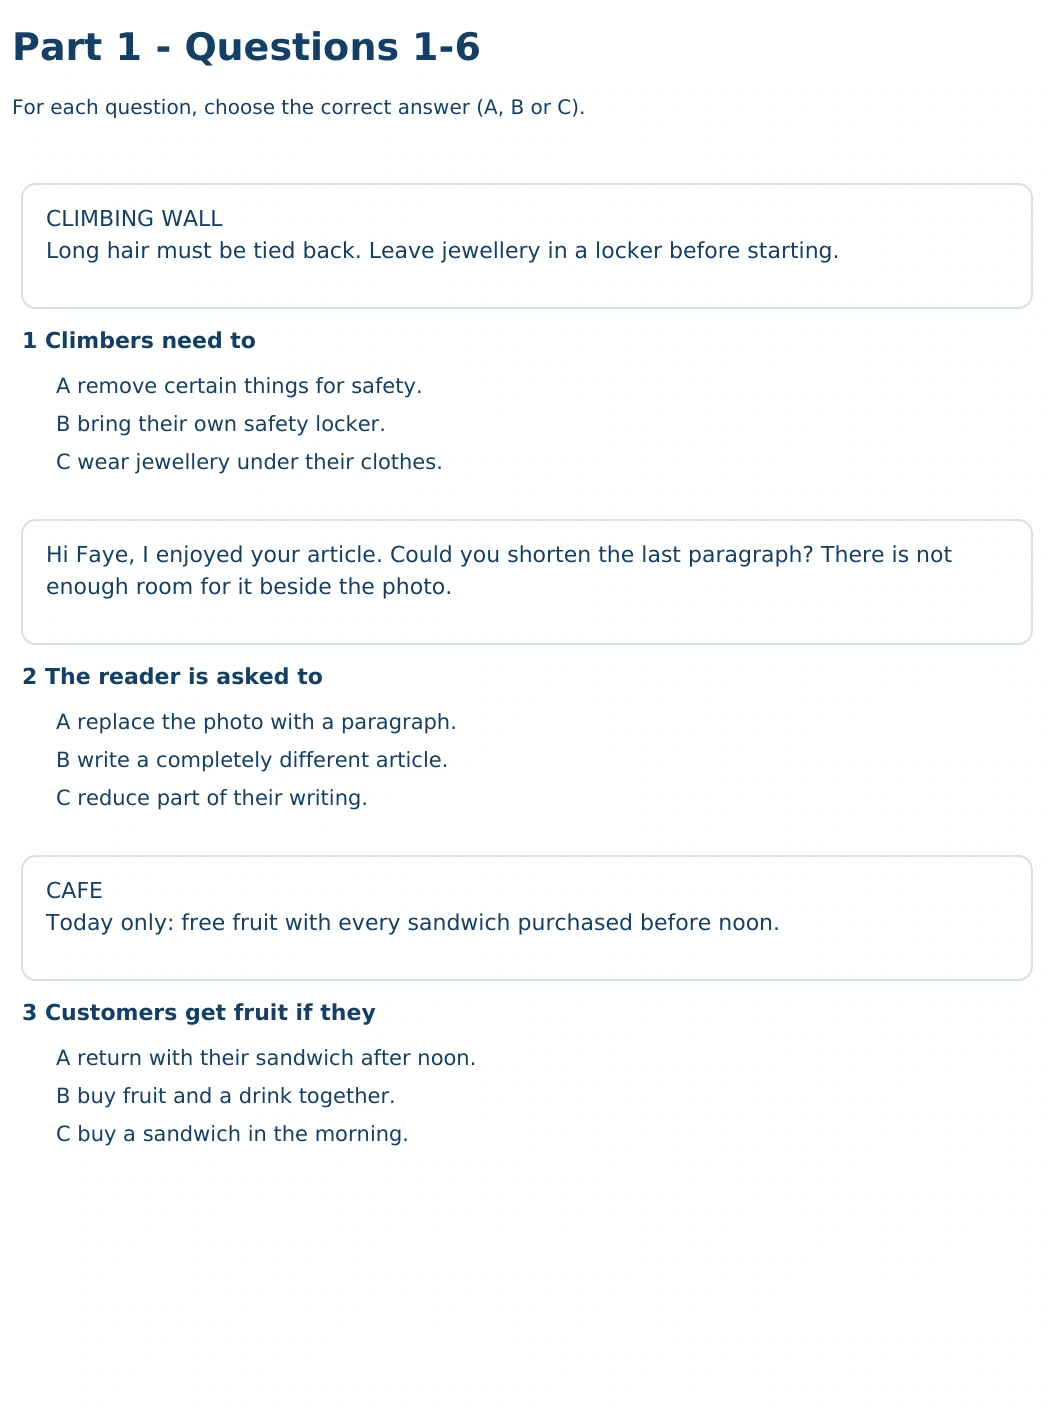 Part 1 - Questions 1-6
For each question, choose the correct answer (A, B or C).
CLIMBING WALL
Long hair must be tied back. Leave jewellery in a locker before starting.
1 Climbers need to
A remove certain things for safety.
B bring their own safety locker.
C wear jewellery under their clothes.
Hi Faye, I enjoyed your article. Could you shorten the last paragraph? There is not
enough room for it beside the photo.
2 The reader is asked to
A replace the photo with a paragraph.
B write a completely different article.
C reduce part of their writing.
CAFE
Today only: free fruit with every sandwich purchased before noon.
3 Customers get fruit if they
A return with their sandwich after noon.
B buy fruit and a drink together.
C buy a sandwich in the morning.